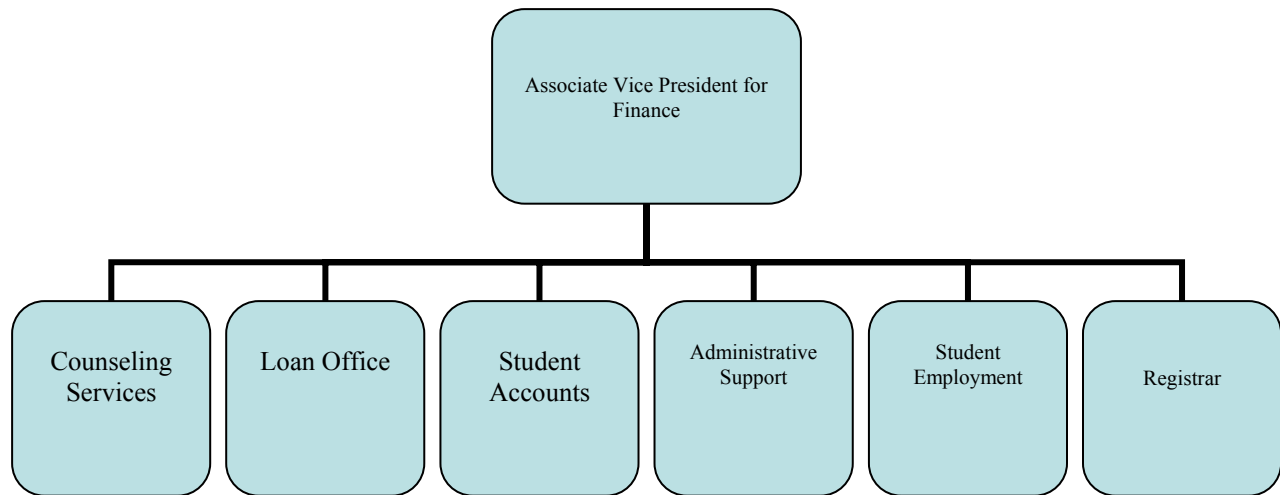 Associate Vice President for
Finance
Counseling
Services
Loan Office
Student
Accounts
Administrative
Support
Student
Employment
Registrar